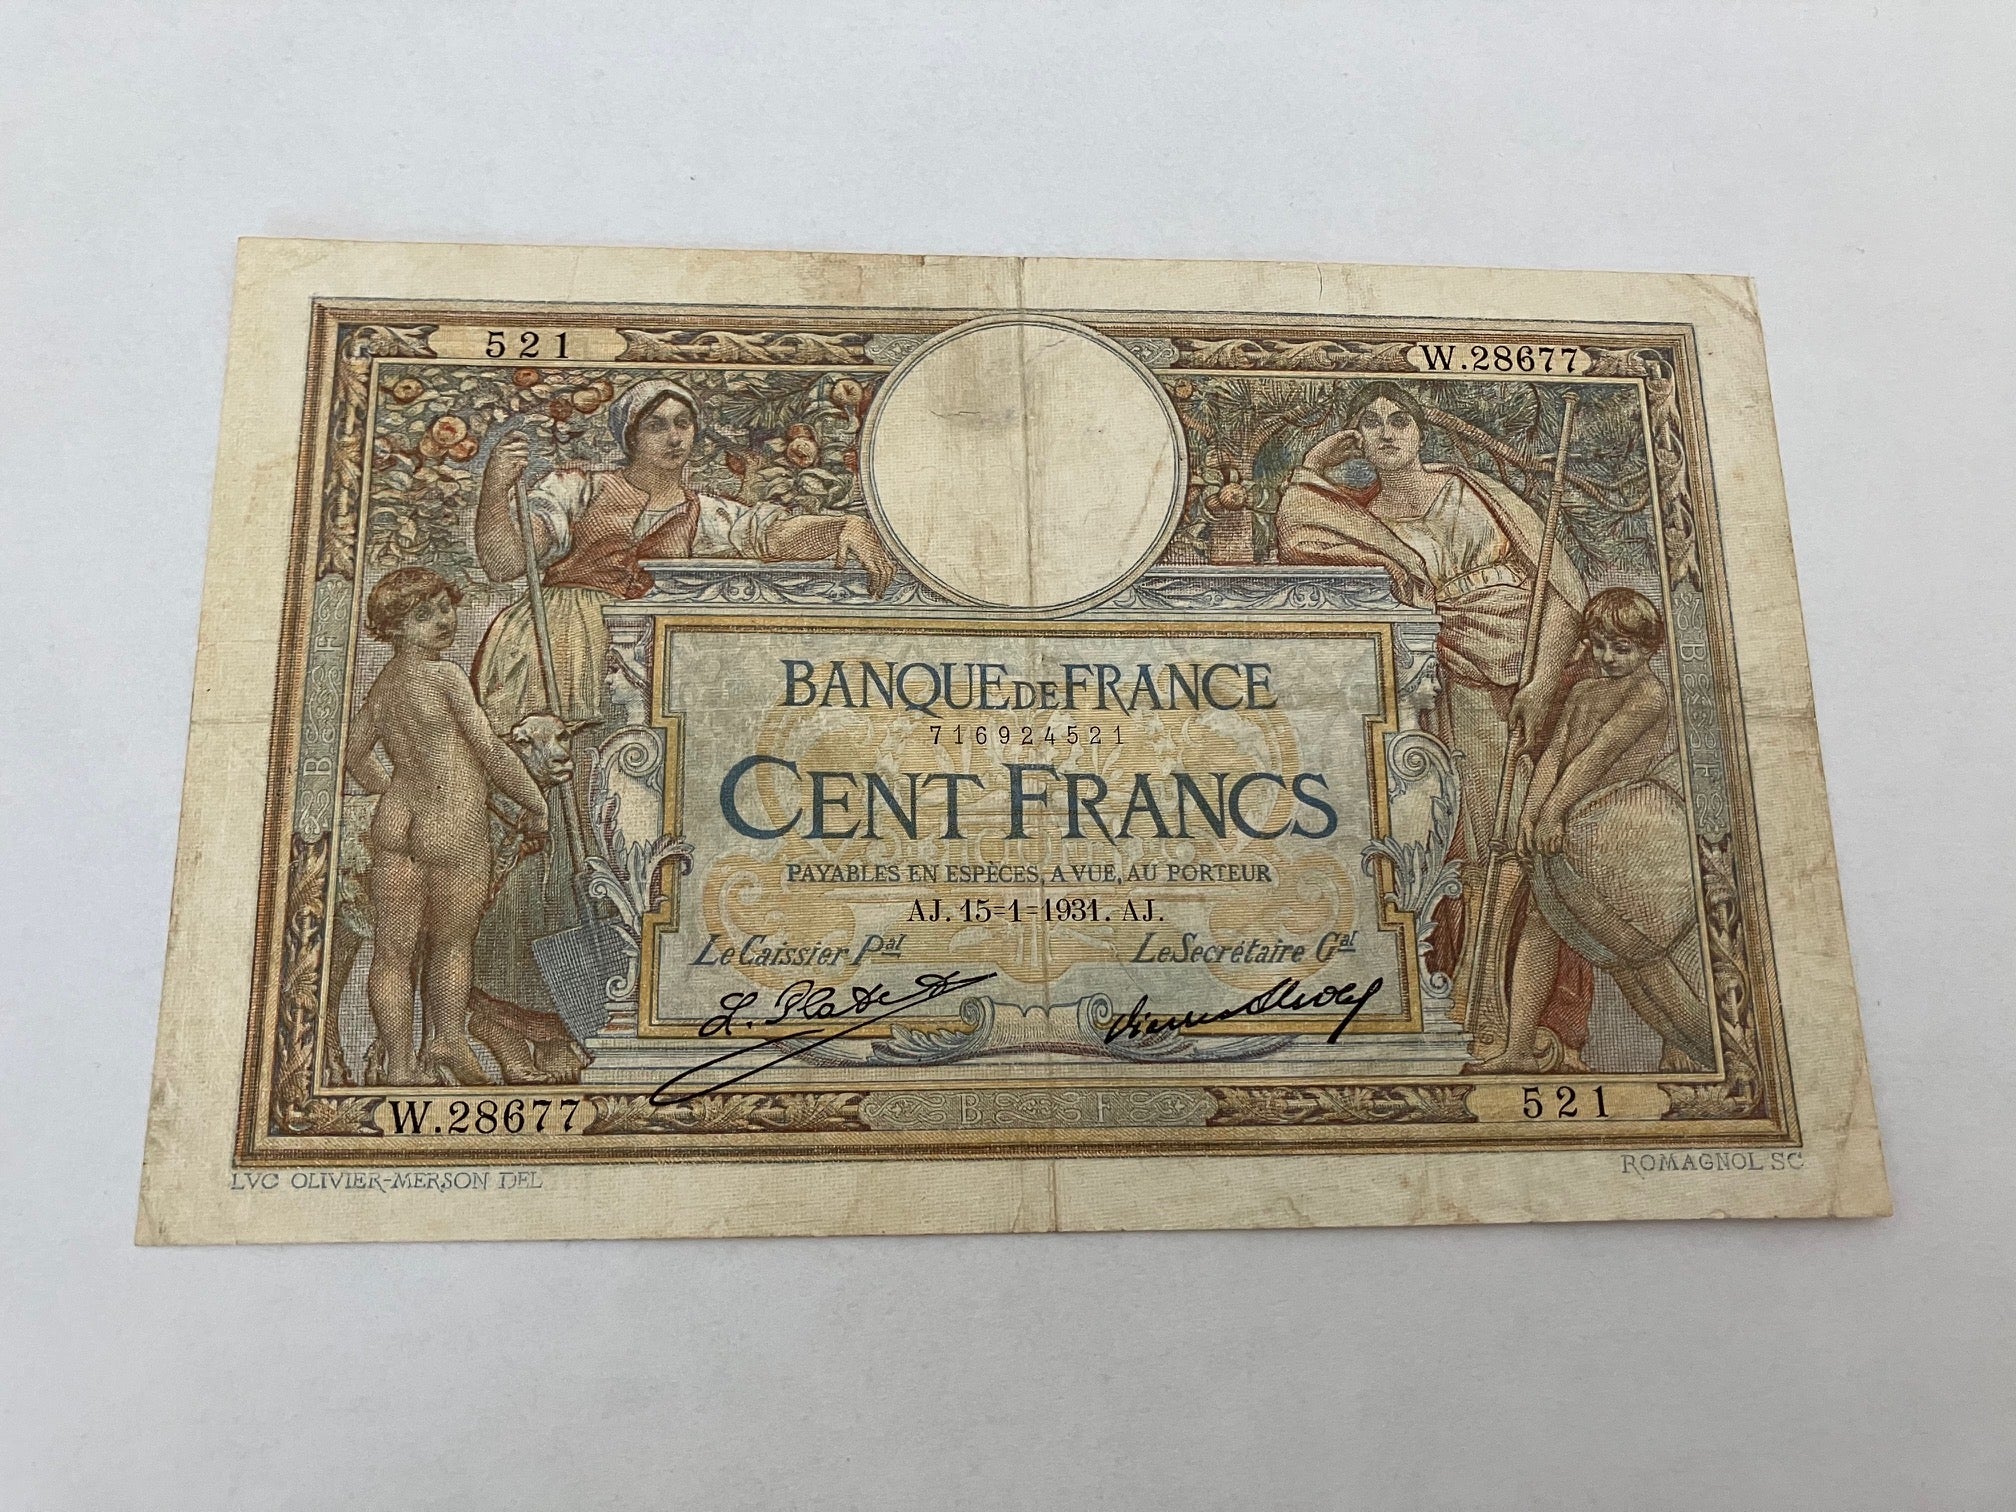 521
W.28677
B F
B F
BANQUE DE FRANCE
716924521
CENT FRANCS
PAYABLES EN ESPÈCES, A VUE, AU PORTEUR
AJ. 15=1=1931. AJ.
Le Caissier Pal
Le Secrétaire Gal
W.28677
B F
521
LVC OLIVIER-MERSON DEL
ROMAGNOL SC